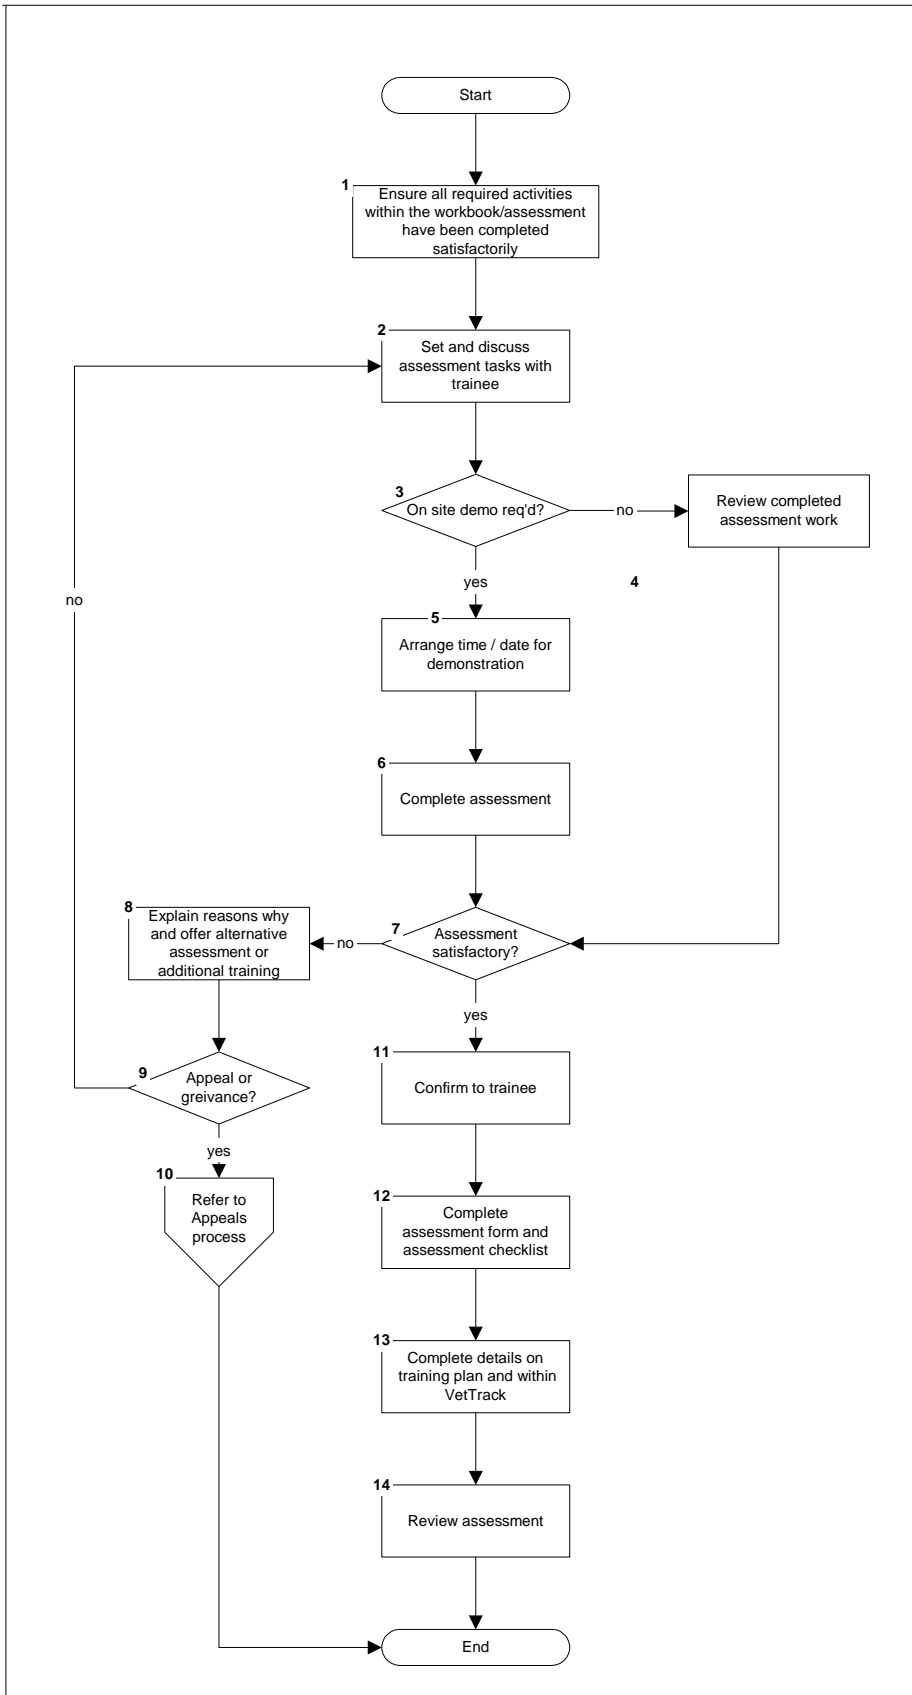 Start
1
Ensure all required activities
within the workbook/assessment
have been completed
satisfactorily
2
Set and discuss
assessment tasks with
trainee
3
On site demo req'd?
no
Review completed
assessment work
4
yes
no
5
Arrange time / date for
demonstration
6
Complete assessment
7
Assessment
satisfactory?
no
8
Explain reasons why
and offer alternative
assessment or
additional training
yes
9
Appeal or
greivance?
yes
10
Refer to
Appeals
process
11
Confirm to trainee
12
Complete
assessment form and
assessment checklist
13
Complete details on
training plan and within
VetTrack
14
Review assessment
End